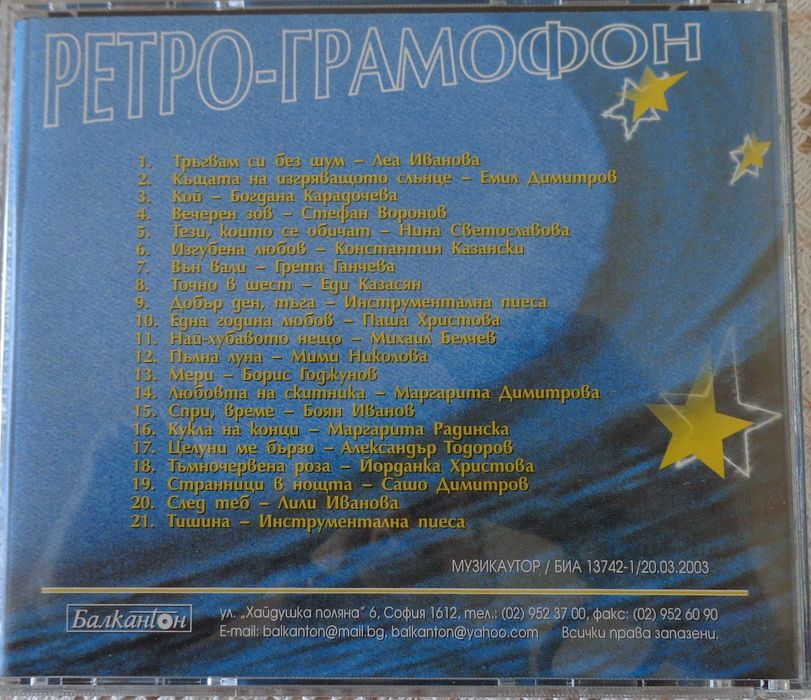 РЕТРО-ГРАМОФОН
1. Тръгвам си без шум – Леа Иванова
2. Къщата на изгряващото слънце – Емил Димитров
3. Кой – Богдана Карадочева
4. Вечерен зов – Стефан Воронов
5. Тези, които се обичат – Нина Светославова
6. Изгубена любов – Константин Казански
7. Вън вали – Грета Ганчева
8. Точно в шест – Еди Казасян
9. Добър ден, тъга – Инструментална пиеса
10. Една година любов – Паша Христова
11. Най-хубавото нещо – Михаил Белчев
12. Пълна луна – Мими Николова
13. Мери – Борис Годжунов
14. Любовта на скитника – Маргарита Димитрова
15. Спри, време – Боян Иванов
16. Кукла на конци – Маргарита Радинска
17. Целуни ме бързо – Александър Тодоров
18. Тъмночервена роза – Йорданка Христова
19. Странници в нощта – Сашо Димитров
20. След теб – Лили Иванова
21. Тишина – Инструментална пиеса
МУЗИКАУТОР / БИА 13742-1/20.03.2003
Балкантон
ул. „Хайдушка поляна" 6, София 1612, тел.: (02) 952 37 00, факс: (02) 952 60 90
E-mail: balkanton@mail.bg, balkanton@yahoo.com Всички права запазени.